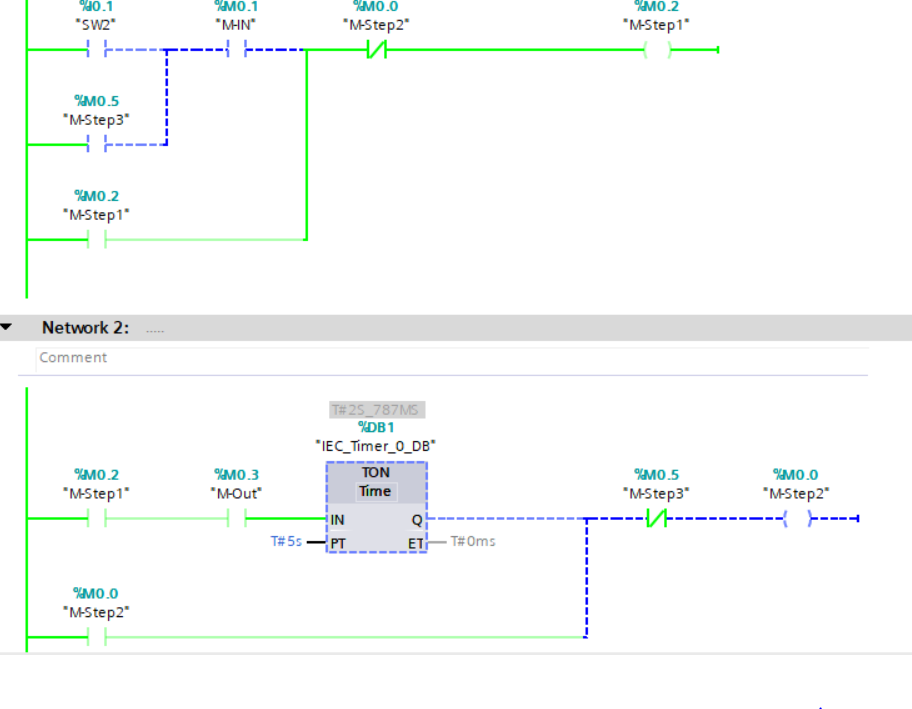 %I0.1 %M0.1 %M0.0 %M0.2
"SW2" "M-IN" "M-Step2" "M-Step1"
%M0.5
"M-Step3"
%M0.2
"M-Step1"
Network 2: .....
Comment
T#2S_787MS
%DB1
"IEC_Timer_0_DB"
%M0.2 %M0.3 TON %M0.5 %M0.0
"M-Step1" "M-Out" Time "M-Step3" "M-Step2"
IN Q
T#5s PT ET T#0ms
%M0.0
"M-Step2"